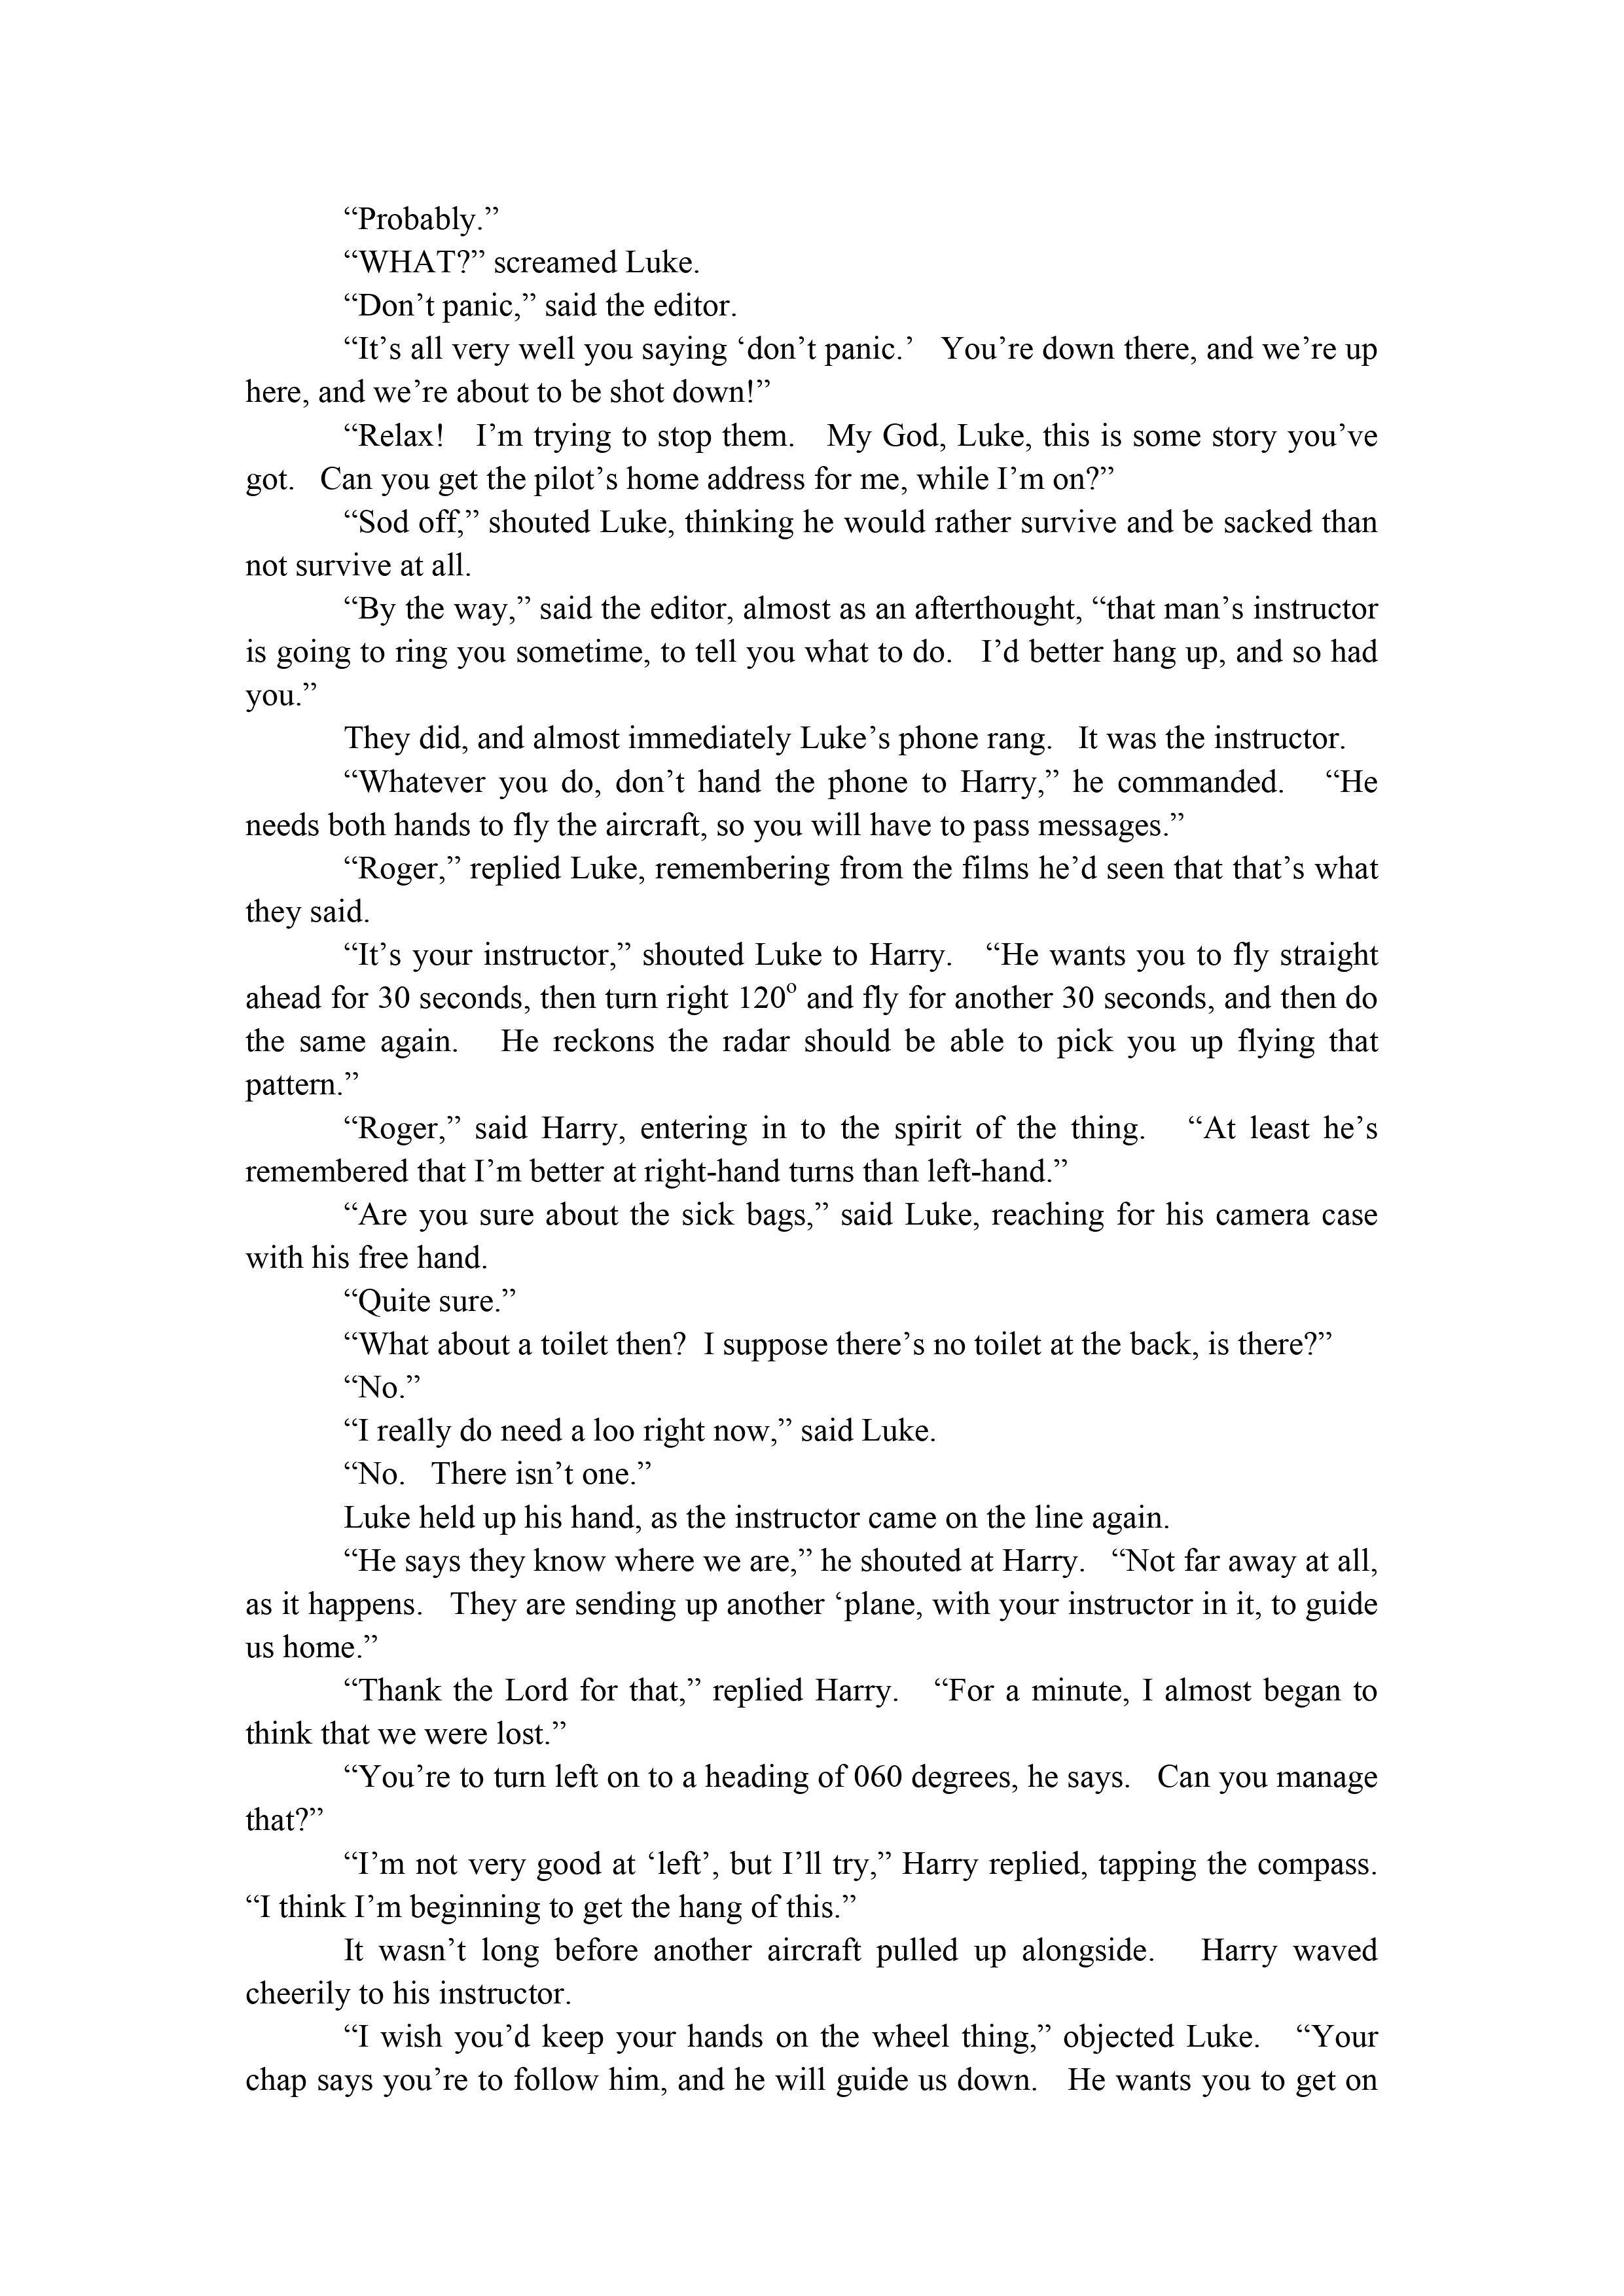 “Probably.”
“WHAT?” screamed Luke.
“Don’t panic,” said the editor.
“It’s all very well you saying ‘don’t panic.’   You’re down there, and we’re up
here, and we’re about to be shot down!”
“Relax!   I’m trying to stop them.   My God, Luke, this is some story you’ve
got.   Can you get the pilot’s home address for me, while I’m on?”
“Sod off,” shouted Luke, thinking he would rather survive and be sacked than
not survive at all.
“By the way,” said the editor, almost as an afterthought, “that man’s instructor
is going to ring you sometime, to tell you what to do.   I’d better hang up, and so had
you.”
They did, and almost immediately Luke’s phone rang.   It was the instructor.
“Whatever you do, don’t hand the phone to Harry,” he commanded.   “He
needs both hands to fly the aircraft, so you will have to pass messages.”
“Roger,” replied Luke, remembering from the films he’d seen that that’s what
they said.
“It’s your instructor,” shouted Luke to Harry.   “He wants you to fly straight
ahead for 30 seconds, then turn right 120º and fly for another 30 seconds, and then do
the same again.   He reckons the radar should be able to pick you up flying that
pattern.”
“Roger,” said Harry, entering in to the spirit of the thing.   “At least he’s
remembered that I’m better at right-hand turns than left-hand.”
“Are you sure about the sick bags,” said Luke, reaching for his camera case
with his free hand.
“Quite sure.”
“What about a toilet then?  I suppose there’s no toilet at the back, is there?”
“No.”
“I really do need a loo right now,” said Luke.
“No.   There isn’t one.”
Luke held up his hand, as the instructor came on the line again.
“He says they know where we are,” he shouted at Harry.   “Not far away at all,
as it happens.   They are sending up another ‘plane, with your instructor in it, to guide
us home.”
“Thank the Lord for that,” replied Harry.   “For a minute, I almost began to
think that we were lost.”
“You’re to turn left on to a heading of 060 degrees, he says.   Can you manage
that?”
“I’m not very good at ‘left’, but I’ll try,” Harry replied, tapping the compass.
“I think I’m beginning to get the hang of this.”
It wasn’t long before another aircraft pulled up alongside.   Harry waved
cheerily to his instructor.
“I wish you’d keep your hands on the wheel thing,” objected Luke.   “Your
chap says you’re to follow him, and he will guide us down.   He wants you to get on